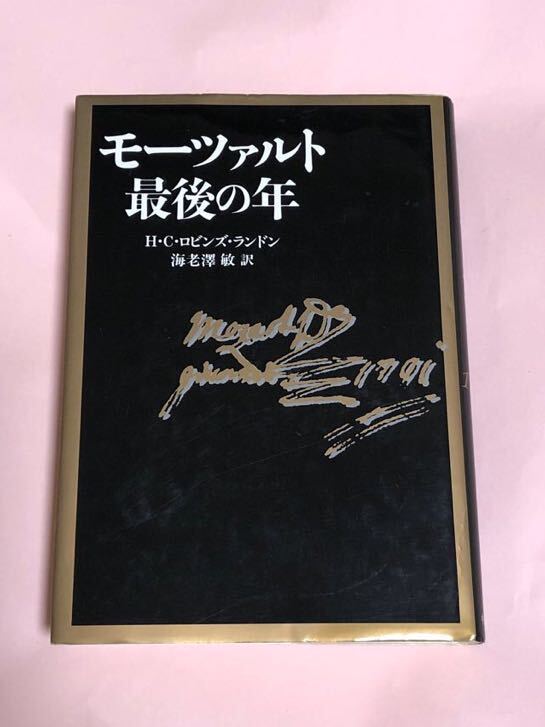 モーツァルト
最後の年
H・C・ロビンズ・ランドン
海老澤 敏 訳